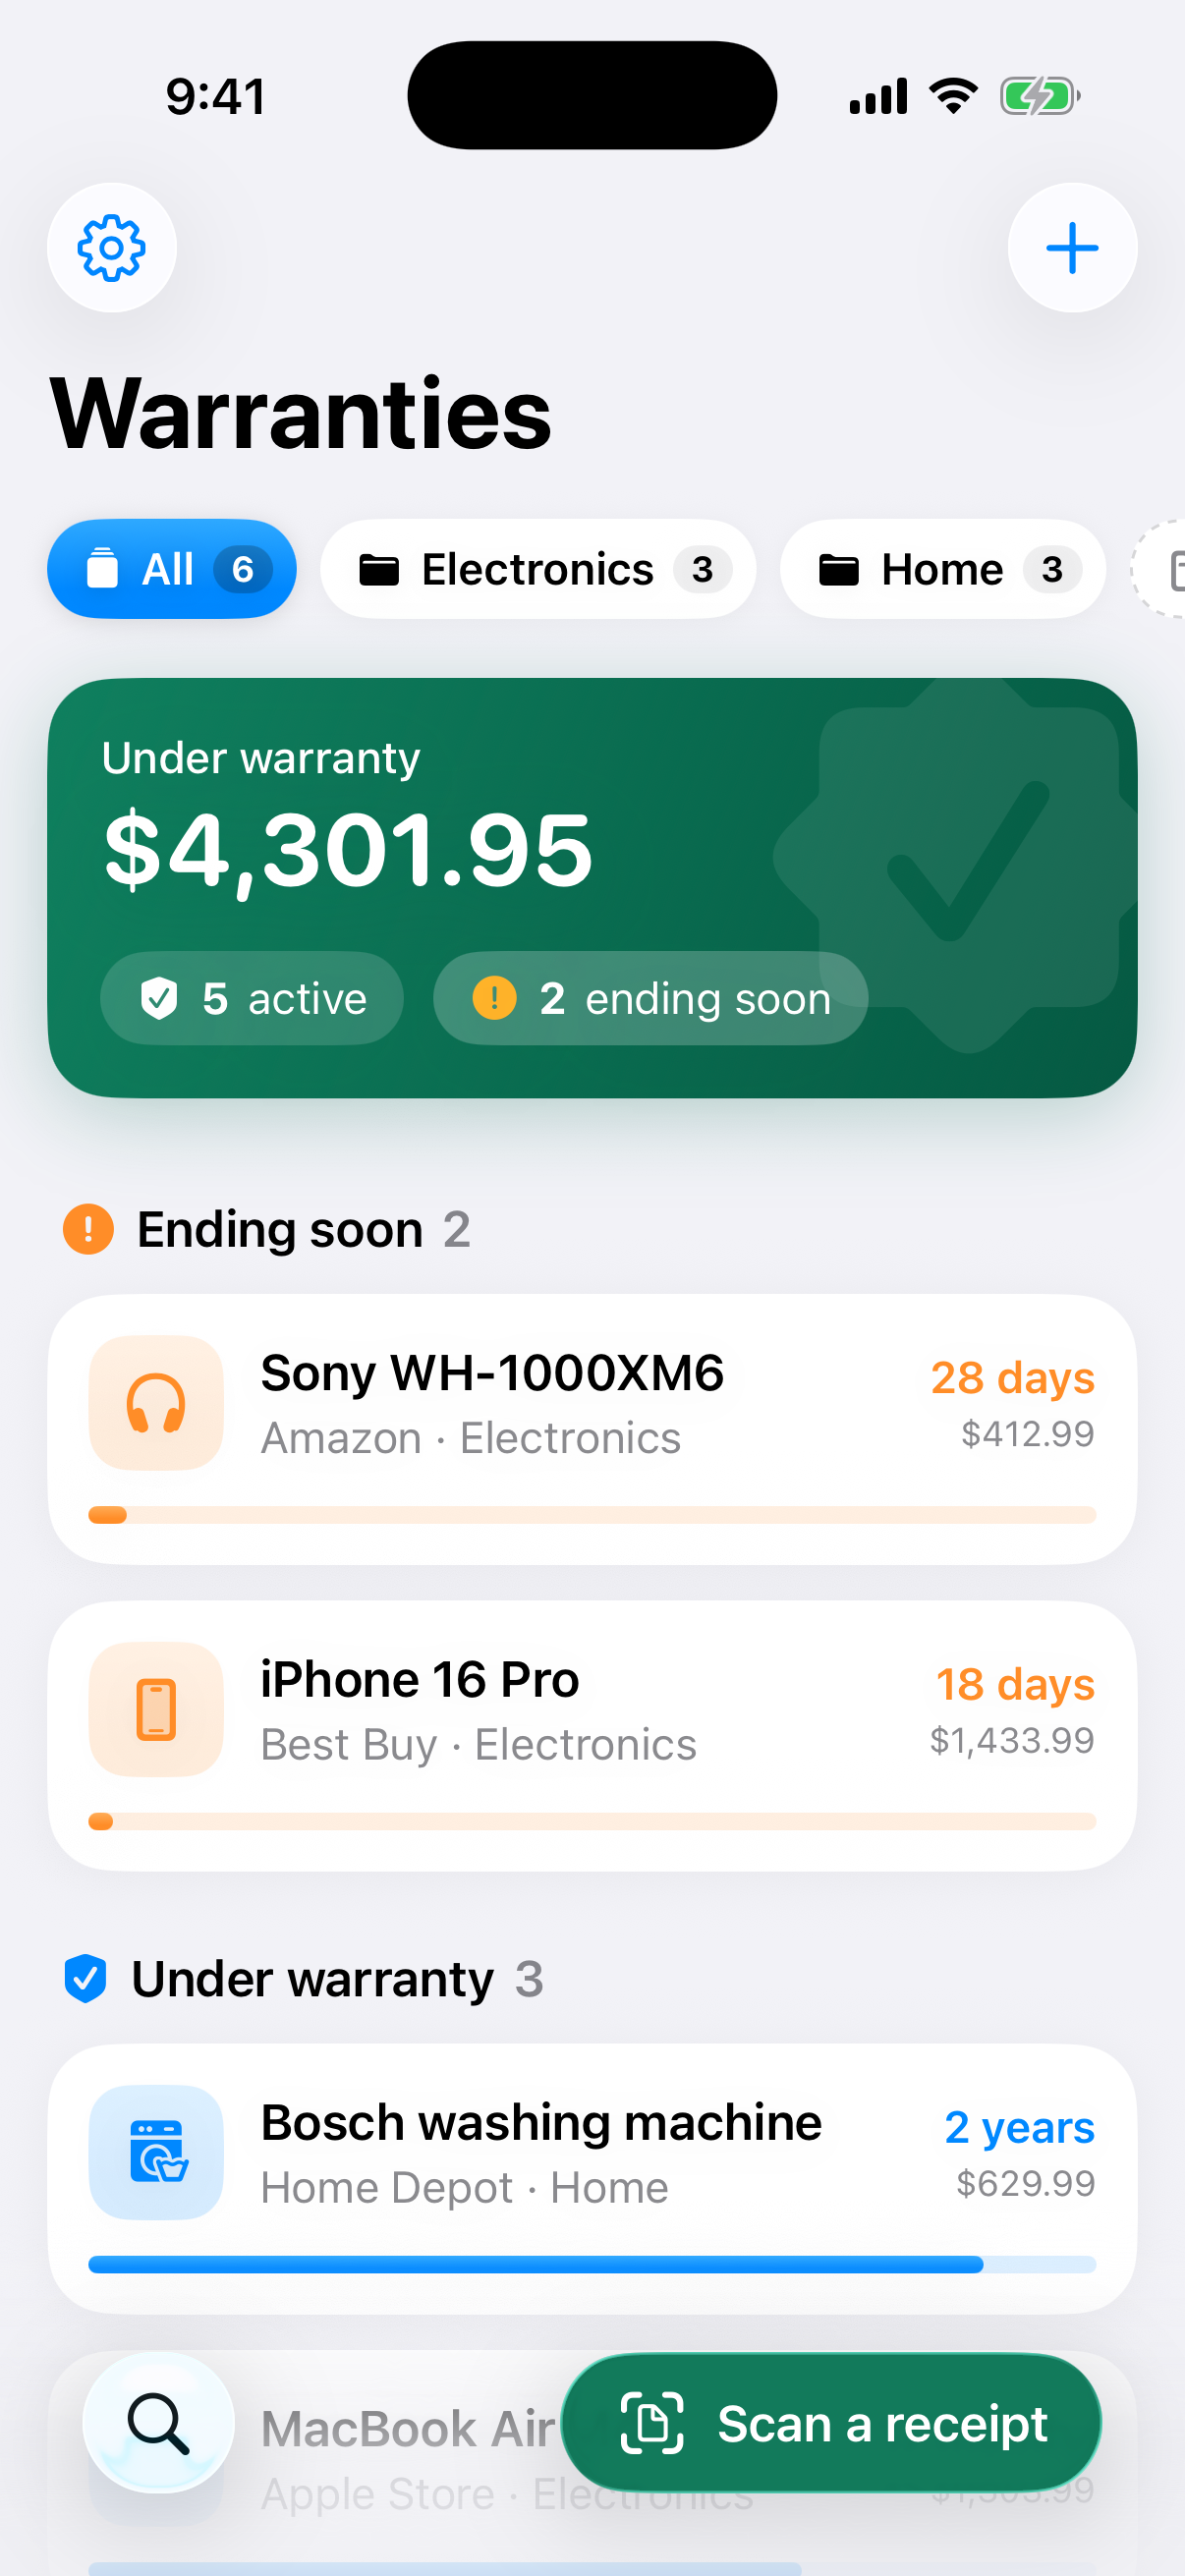 9:41
Warranties
All 6
Electronics 3
Home 3
Under warranty
$4,301.95
5 active
2 ending soon
Ending soon 2
Sony WH-1000XM6
28 days
Amazon · Electronics
$412.99
iPhone 16 Pro
18 days
Best Buy · Electronics
$1,433.99
Under warranty 3
Bosch washing machine
2 years
Home Depot · Home
$629.99
MacBook Air
Scan a receipt
Apple Store · Electronics